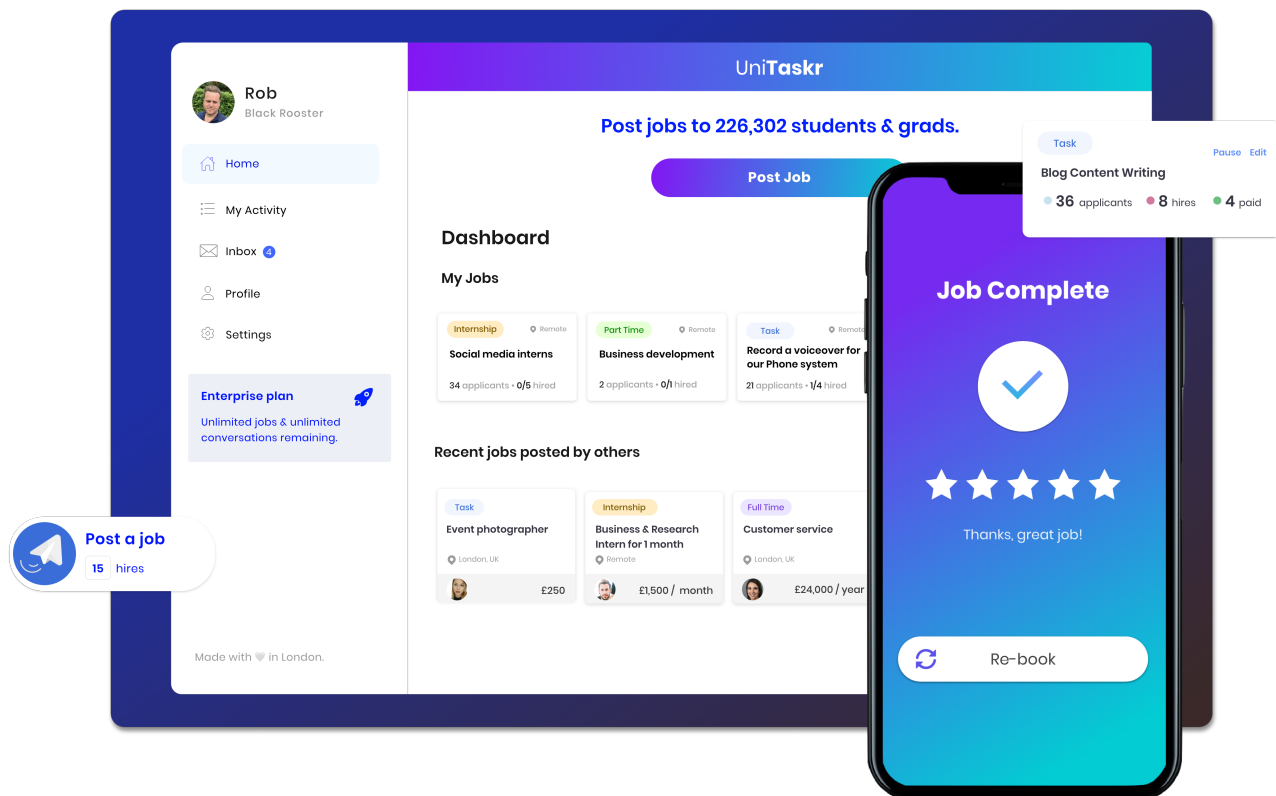 Rob
Black Rooster
Home
My Activity
Inbox 4
Profile
Settings
Enterprise plan
Unlimited jobs & unlimited
conversations remaining.
Post a job
15 hires
Made with 🤍 in London.
UniTaskr
Post jobs to 226,302 students & grads.
Post Job
Dashboard
My Jobs
Internship Remote
Social media interns
34 applicants • 0/5 hired
Part Time Remote
Business development
2 applicants • 0/1 hired
Task Remote
Record a voiceover for
our Phone system
21 applicants • 1/4 hired
Recent jobs posted by others
Task
Event photographer
London, UK
£250
Internship
Business & Research
Intern for 1 month
Remote
£1,500 / month
Full Time
Customer service
London, UK
£24,000 / year
Task
Pause Edit
Blog Content Writing
36 applicants 8 hires 4 paid
Job Complete
Thanks, great job!
Re-book